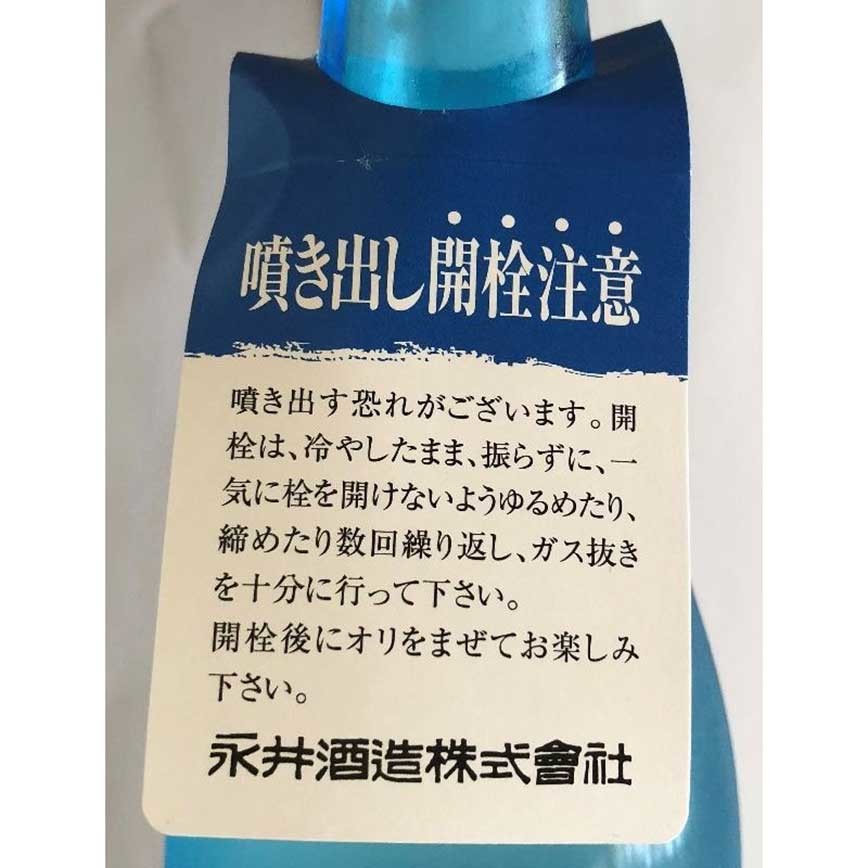 噴き出し開栓注意
噴き出す恐れがございます。開
栓は、冷やしたまま、振らずに、一
気に栓を開けないようゆるめたり、
締めたり数回繰り返し、ガス抜き
を十分に行って下さい。
開栓後にオリをまぜてお楽しみ
下さい。
永井酒造株式會社